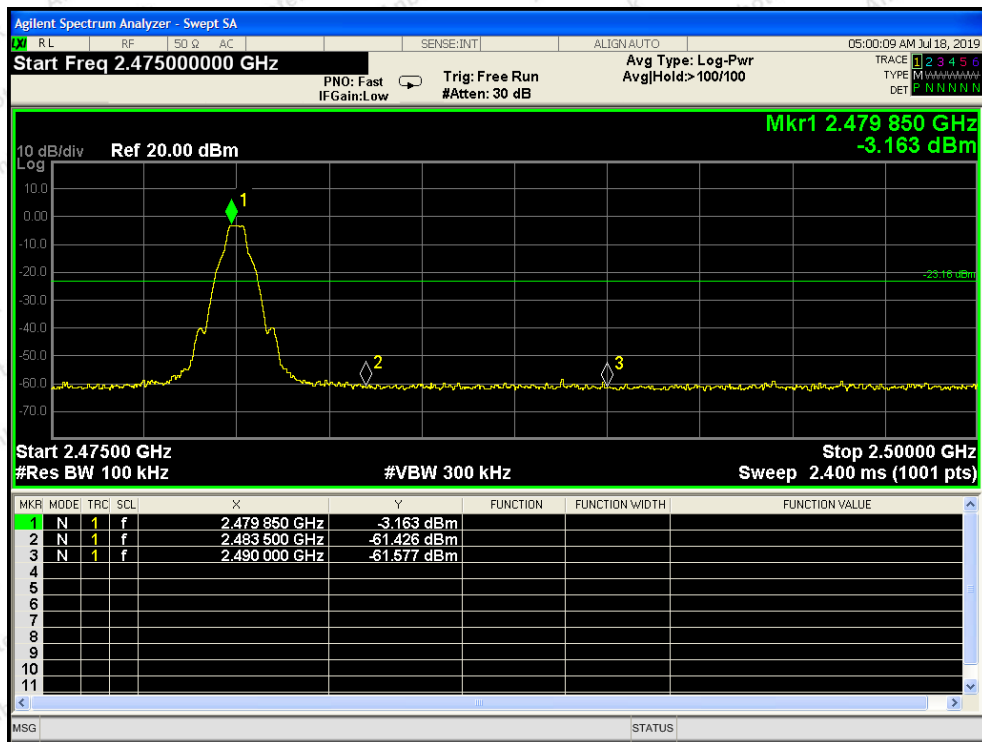 Agilent Spectrum Analyzer - Swept SA
LXI RL RF 50 Ω AC SENSE:INT ALIGNAUTO 05:00:09 AM Jul 18, 2019
Start Freq 2.475000000 GHz Avg Type: Log-Pwr TRACE 1 2 3 4 5 6
PNO: Fast Trig: Free Run Avg|Hold:>100/100 TYPE M WWWWW
IFGain:Low #Atten: 30 dB DET P N N N N N
Mkr1 2.479 850 GHz
10 dB/div Ref 20.00 dBm -3.163 dBm
Log
10.0
1
0.00
-10.0
-20.0 -23.16 dBm
-30.0
-40.0
-50.0
2 3
-60.0
-70.0
Start 2.47500 GHz Stop 2.50000 GHz
#Res BW 100 kHz #VBW 300 kHz Sweep 2.400 ms (1001 pts)
MKR MODE TRC SCL X Y FUNCTION FUNCTION WIDTH FUNCTION VALUE
1 N 1 f 2.479 850 GHz -3.163 dBm
2 N 1 f 2.483 500 GHz -61.426 dBm
3 N 1 f 2.490 000 GHz -61.577 dBm
4
5
6
7
8
9
10
11
MSG STATUS